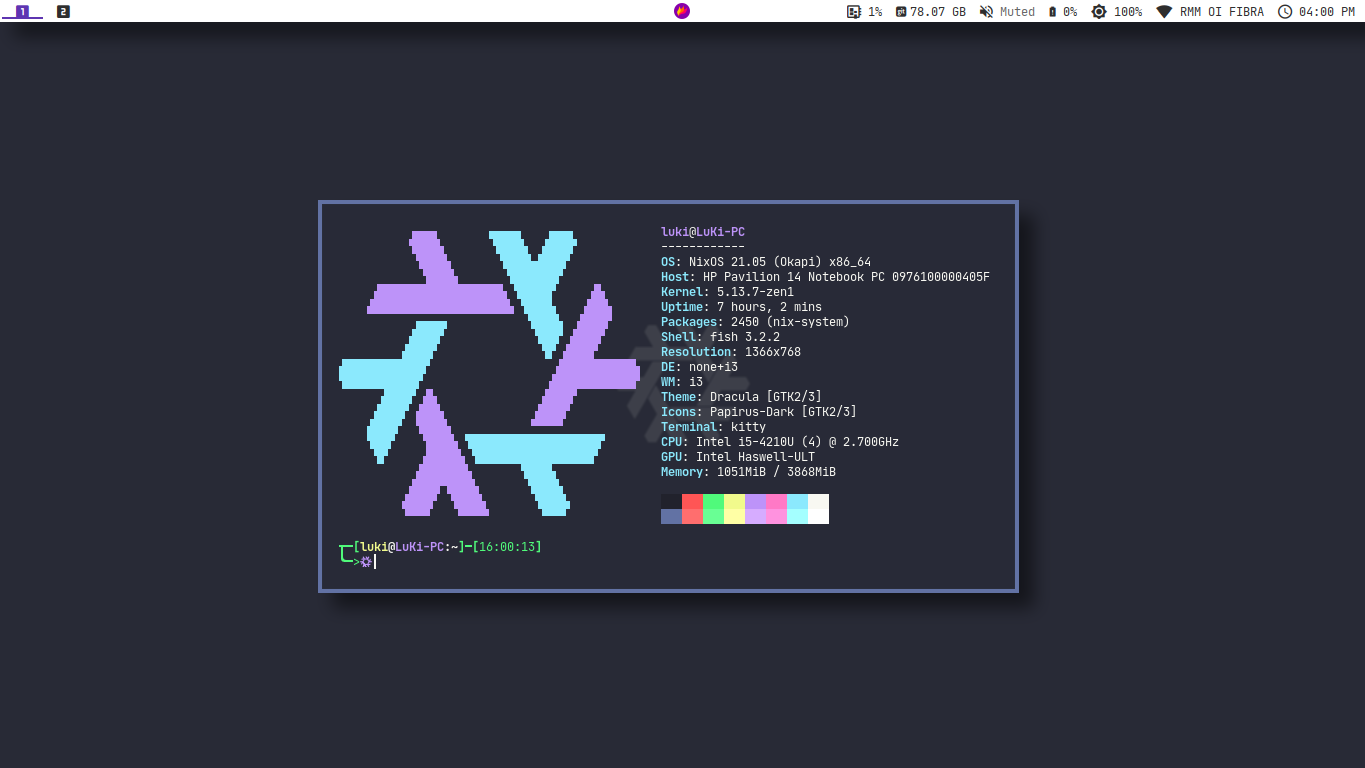 1 2 1% 78.07 GB Muted 0% 100% RMM OI FIBRA 04:00 PM
luki@LuKi-PC
------------
OS: NixOS 21.05 (Okapi) x86_64
Host: HP Pavilion 14 Notebook PC 0976100000405F
Kernel: 5.13.7-zen1
Uptime: 7 hours, 2 mins
Packages: 2450 (nix-system)
Shell: fish 3.2.2
Resolution: 1366x768
DE: none+i3
WM: i3
Theme: Dracula [GTK2/3]
Icons: Papirus-Dark [GTK2/3]
Terminal: kitty
CPU: Intel i5-4210U (4) @ 2.700GHz
GPU: Intel Haswell-ULT
Memory: 1051MiB / 3868MiB
[luki@LuKi-PC:~]-[16:00:13]
>